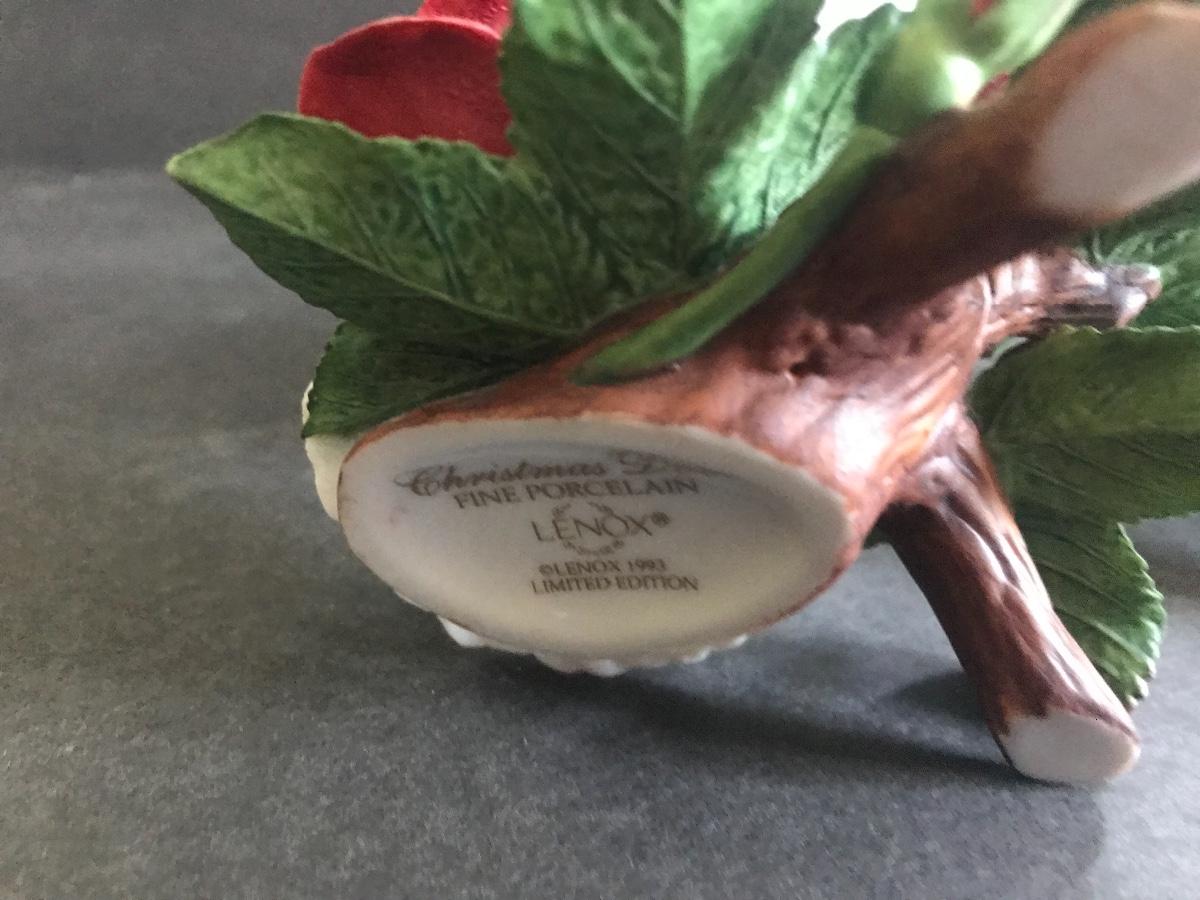 Christmas
FINE PORCELAIN
LENOX®
©LENOX 1993
LIMITED EDITION